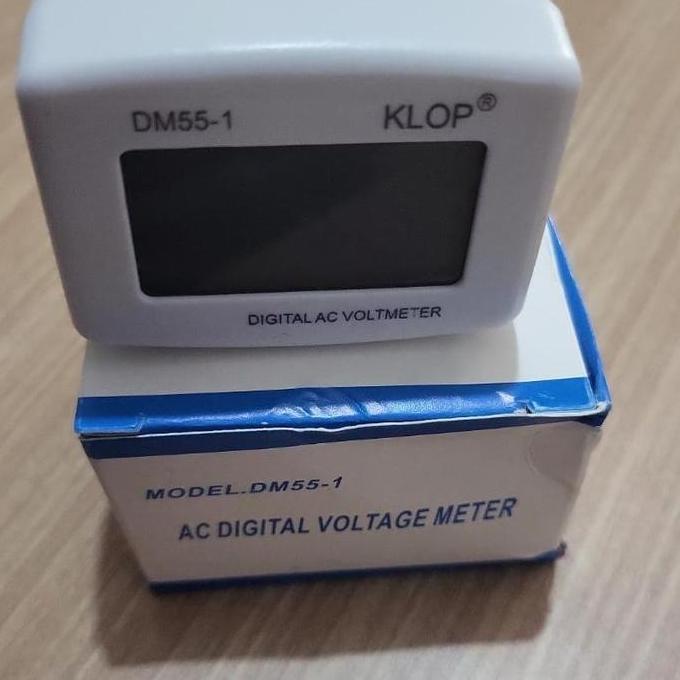 DM55-1 KLOP®
DIGITAL AC VOLTMETER
MODEL.DM55-1
AC DIGITAL VOLTAGE METER